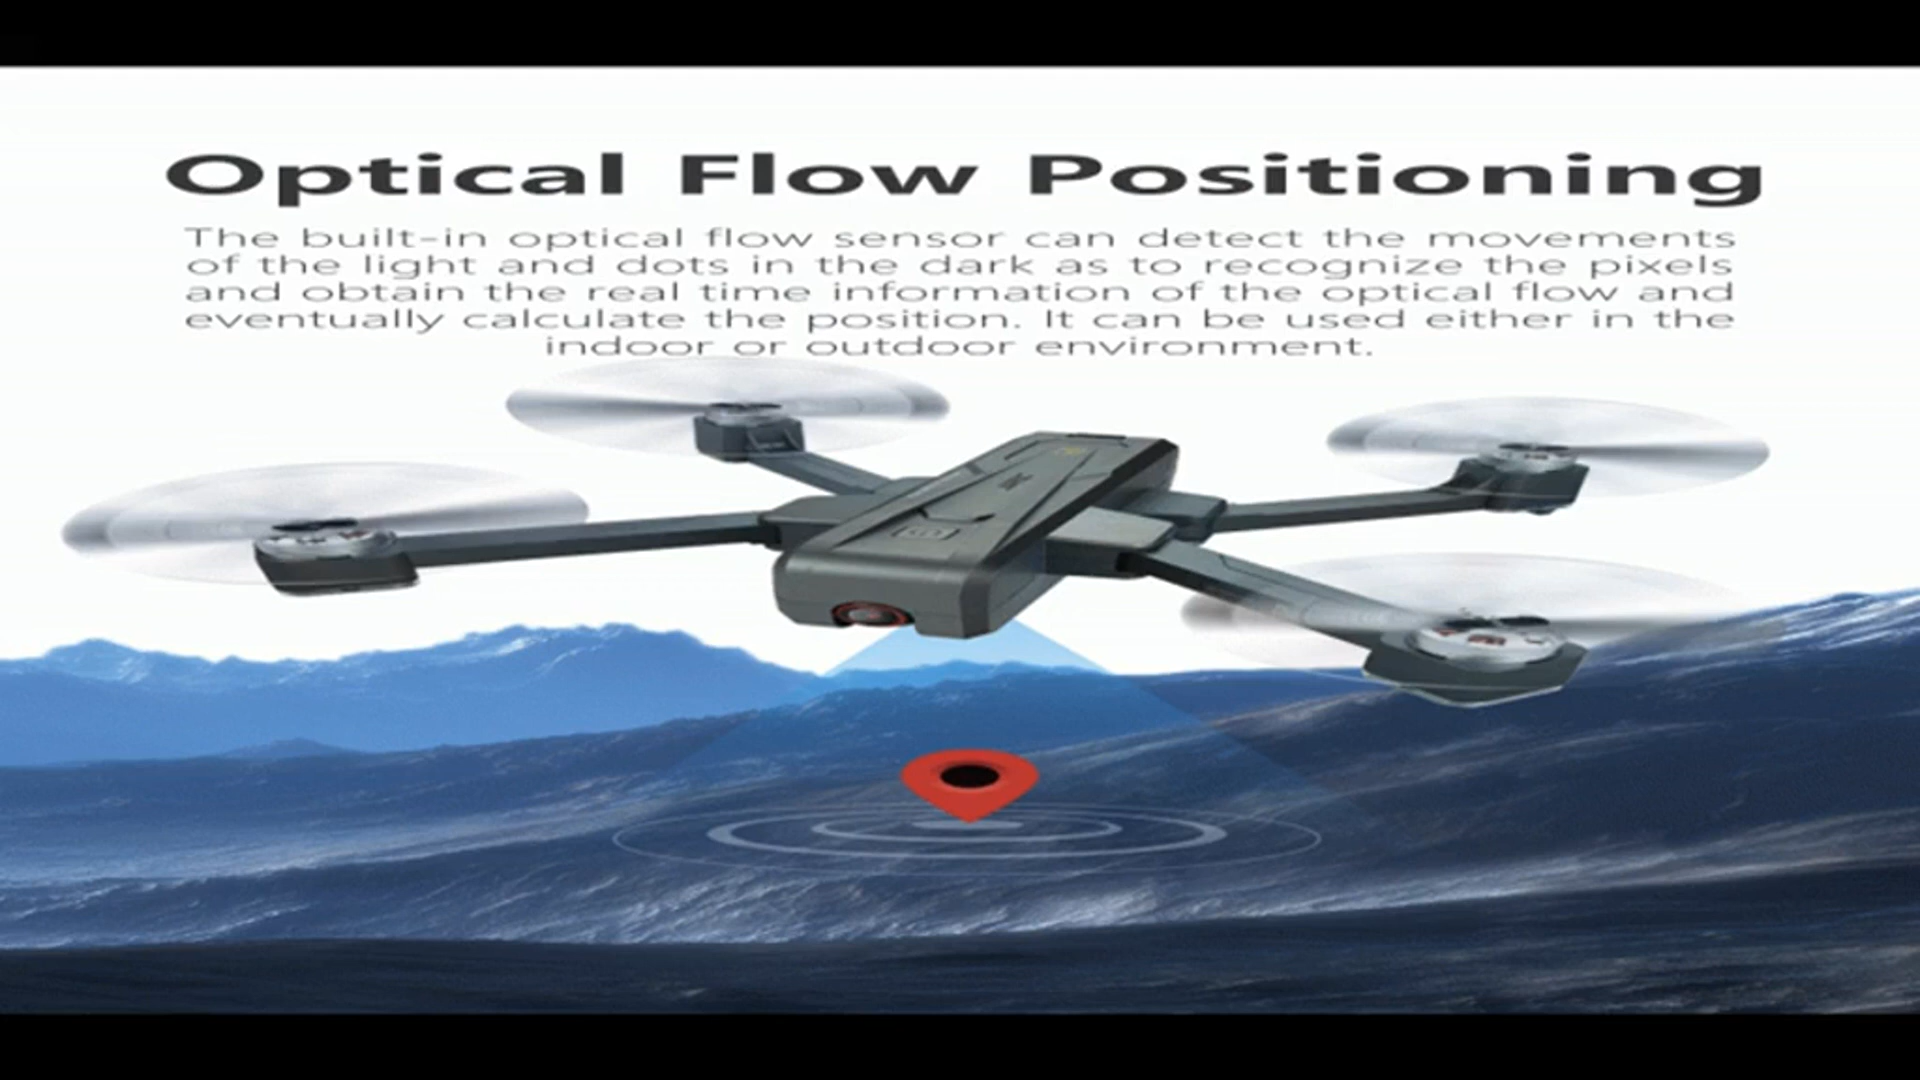 Optical Flow Positioning
The built-in optical flow sensor can detect the movements
of the light and dots in the dark as to recognize the pixels
and obtain the real time information of the optical flow and
eventually calculate the position. It can be used either in the
indoor or outdoor environment.